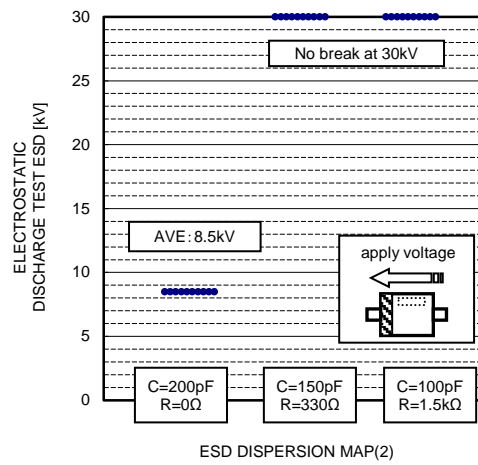 ELECTROSTATIC
DISCHARGE TEST ESD [kV]
30
25
20
15
10
5
0
No break at 30kV
AVE:8.5kV
apply voltage
C=200pF
R=0Ω
C=150pF
R=330Ω
C=100pF
R=1.5kΩ
ESD DISPERSION MAP(2)